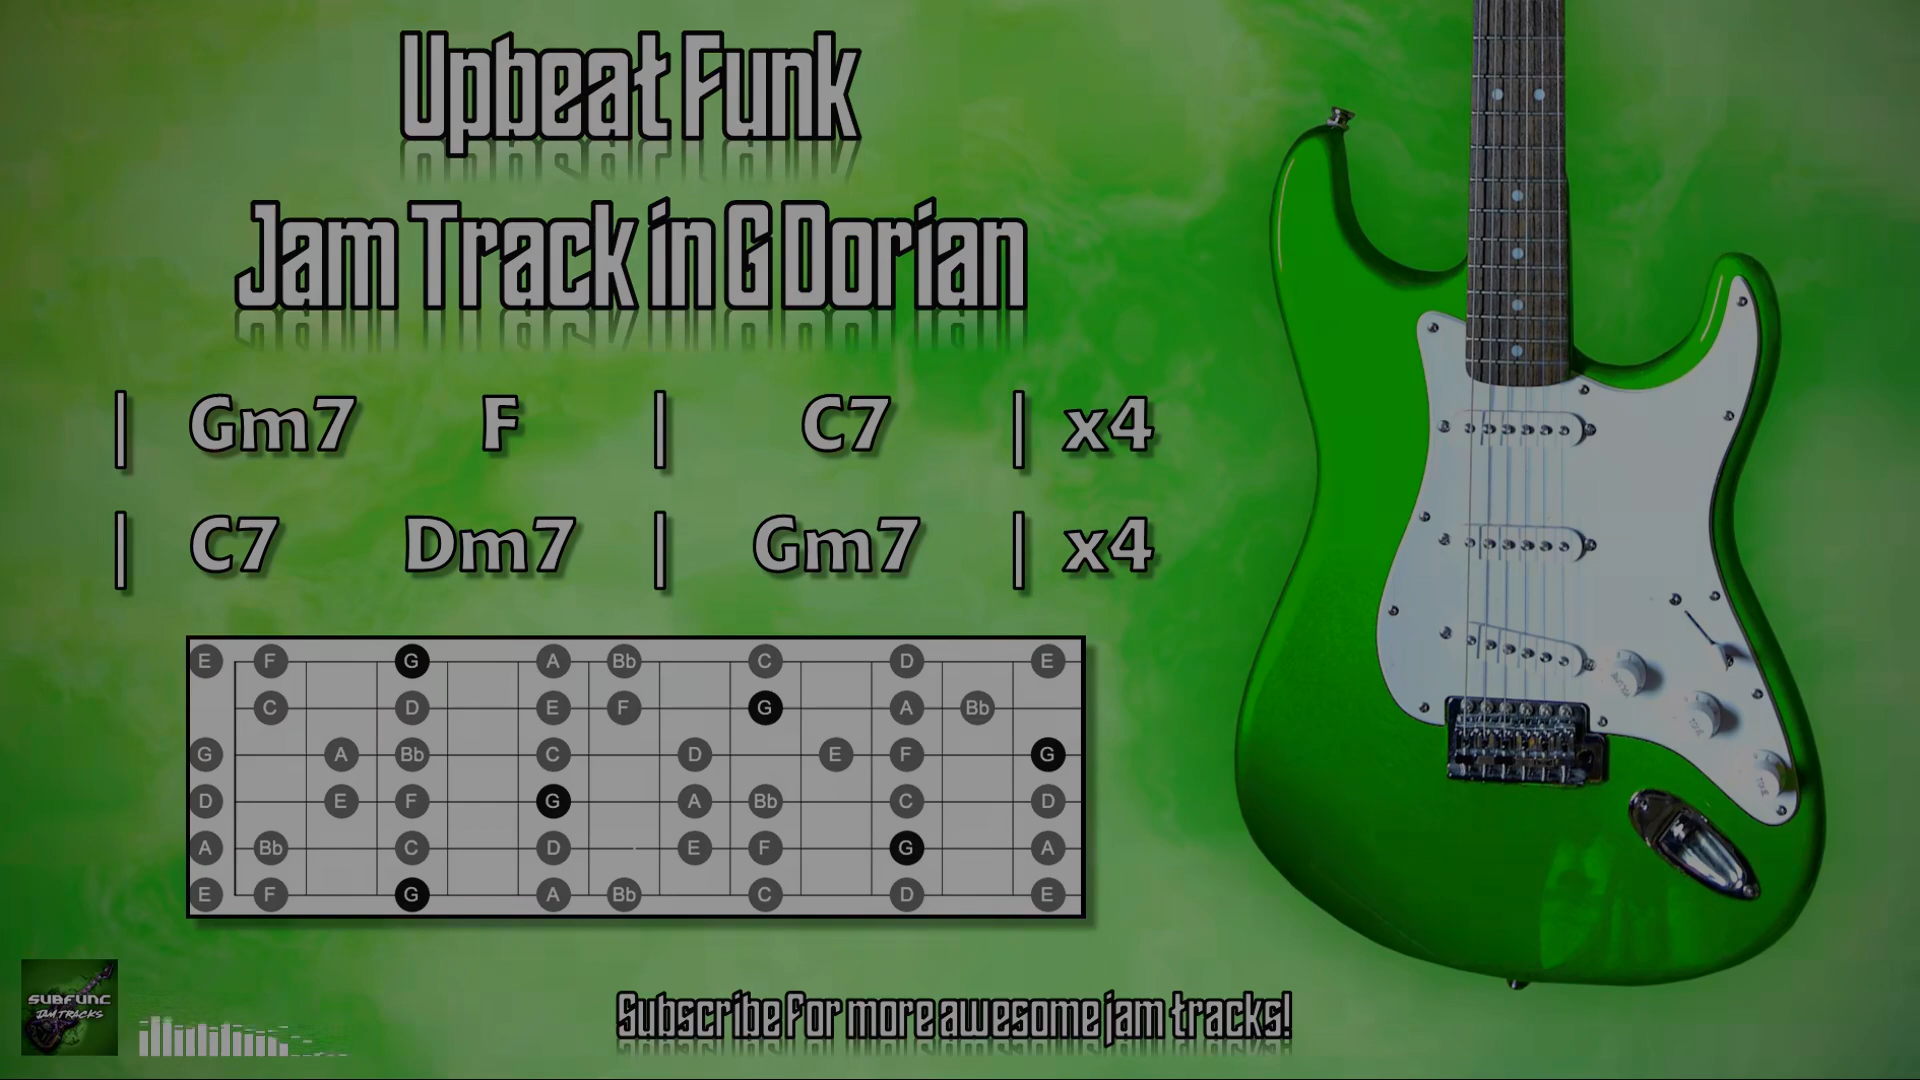 Upbeat Funk
Jam Track in G Dorian
| Gm7 F | C7 | x4
| C7 Dm7 | Gm7 | x4
E F G A Bb C D E
C D E F G A Bb
G A Bb C D E F G
D E F G A Bb C D
A Bb C D E F G A
E F G A Bb C D E
SUBFUNC
JAM TRACKS
Subscribe for more awesome jam tracks!